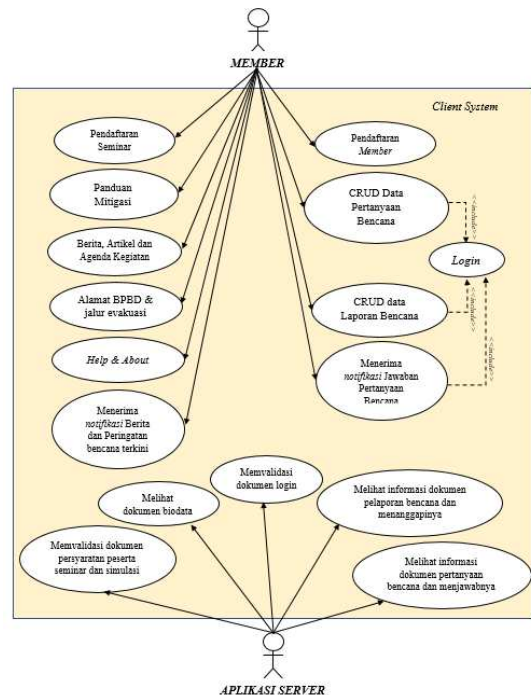 MEMBER
Client System
Pendaftaran
Seminar
Pendaftaran
Member
Panduan
Mitigasi
CRUD Data
Pertanyaan
Bencana
<<include>>
Berita, Artikel dan
Agenda Kegiatan
Login
Alamat BPBD &
jalur evakuasi
CRUD data
Laporan Bencana
<<include>>
<<include>>
Help & About
Menerima
notifikasi Jawaban
Pertanyaan
Bencana
Menerima
notifikasi Berita
dan Peringatan
bencana terkini
Memvalidasi
dokumen login
Melihat
dokumen biodata
Melihat informasi dokumen
pelaporan bencana dan
menanggapinya
Memvalidasi dokumen
persyaratan peserta
seminar dan simulasi
Melihat informasi
dokumen pertanyaan
bencana dan menjawabnya
APLIKASI SERVER